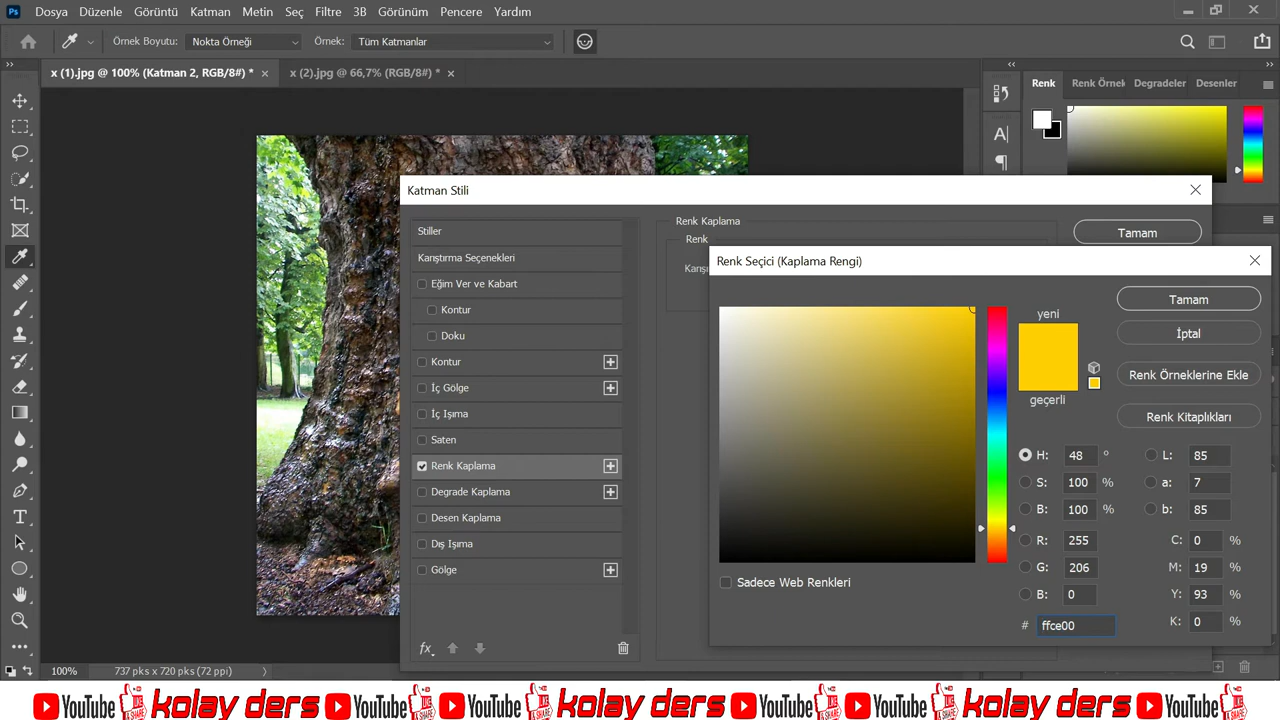 Ps Dosya Düzenle Görüntü Katman Metin Seç Filtre 3B Görünüm Pencere Yardım
Örnek Boyutu: Nokta Örneği Örnek: Tüm Katmanlar
x (1).jpg @ 100% (Katman 2, RGB/8#) * x (2).jpg @ 66,7% (RGB/8#) *
Renk Renk Örnekl Degradeler Desenler
Katman Stili
Stiller
Karıştırma Seçenekleri
Eğim Ver ve Kabart
Kontur
Doku
Kontur
İç Gölge
İç Işıma
Saten
Renk Kaplama
Degrade Kaplama
Desen Kaplama
Dış Işıma
Gölge
fx
Renk Kaplama
Renk
Tamam
Renk Seçici (Kaplama Rengi)
yeni
geçerli
Tamam
İptal
Renk Örneklerine Ekle
Renk Kitaplıkları
H: 48 ° L: 85
S: 100 % a: 7
B: 100 % b: 85
R: 255 C: 0 %
G: 206 M: 19 %
B: 0 Y: 93 %
# ffce00 K: 0 %
Sadece Web Renkleri
100% 737 pks x 720 pks (72 ppi)
YouTube kolay ders YouTube YouTube kolay ders YouTube YouTube kolay ders YouTube